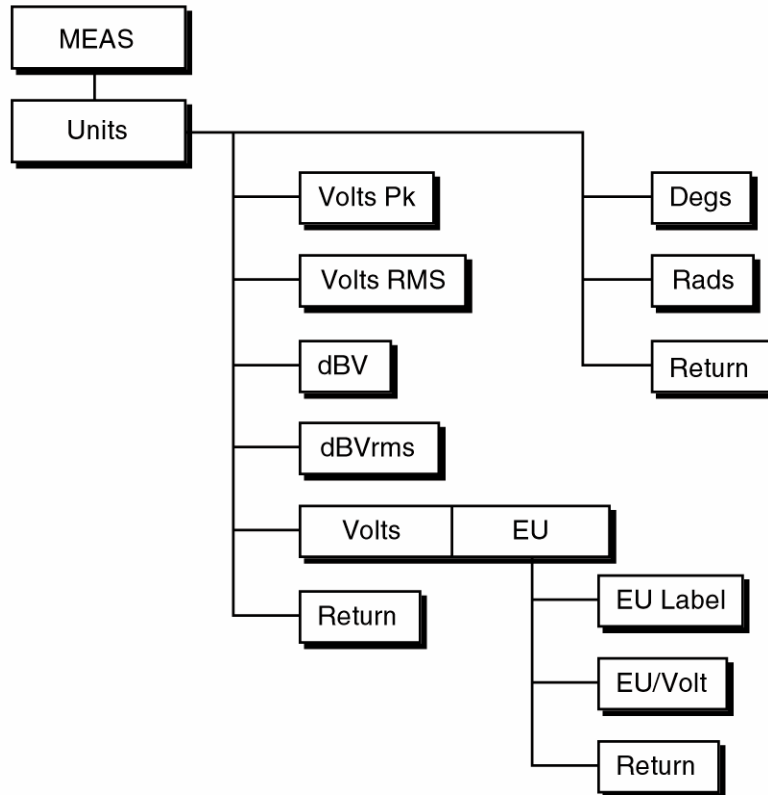 MEAS
Units
Volts Pk
Volts RMS
dBV
dBVrms
Volts EU
Return
Degs
Rads
Return
EU Label
EU/Volt
Return